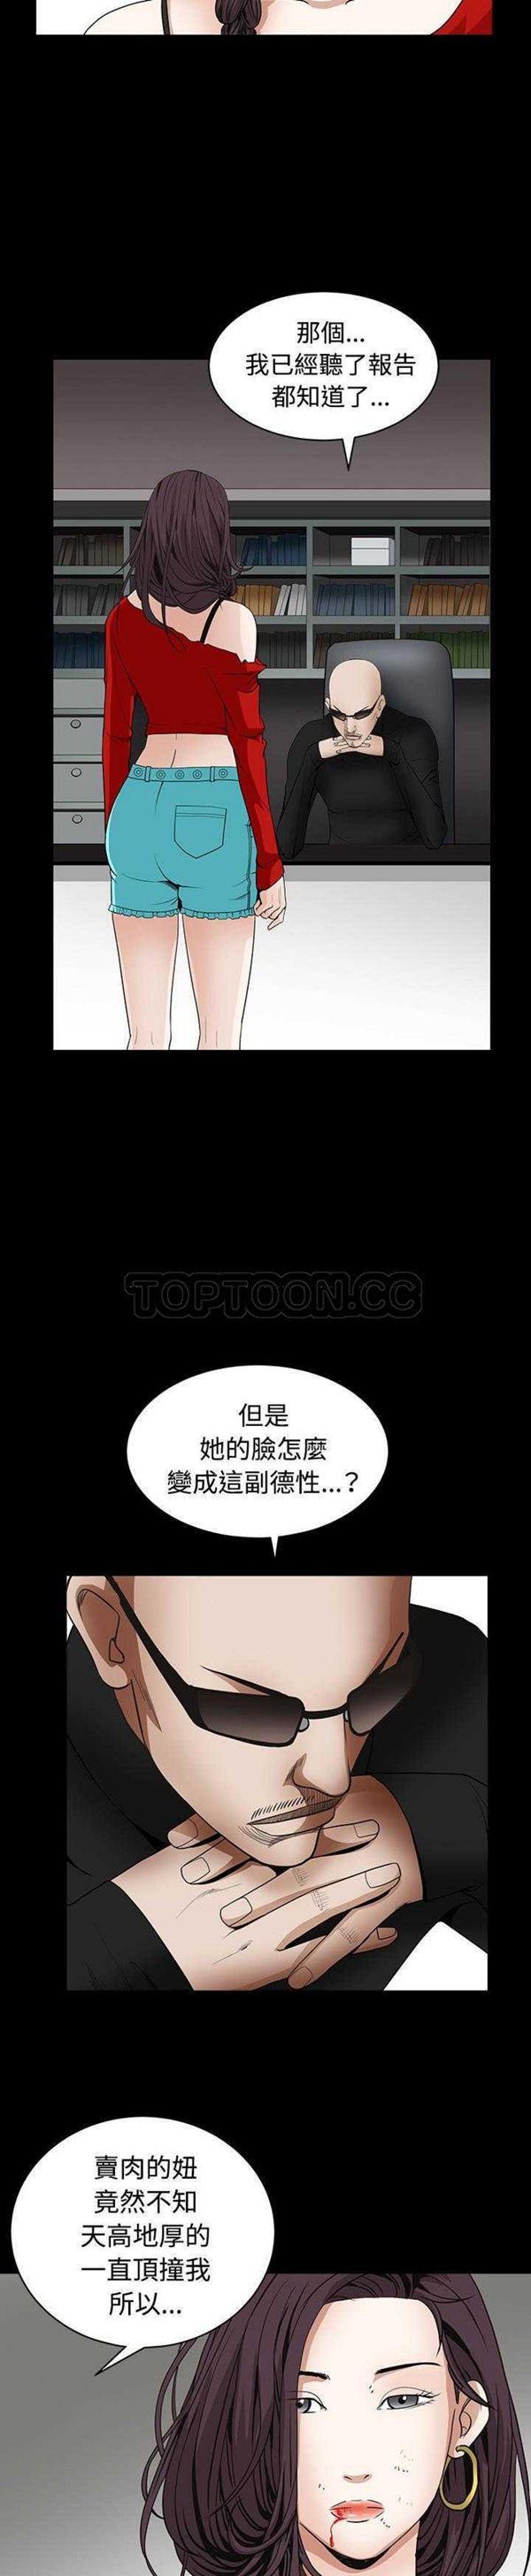 那個...
我已經聽了報告
都知道了...
TOPTOON.CC
但是
她的臉怎麼
變成這副德性...？
賣肉的妞
竟然不知
天高地厚的
一直頂撞我
所以...